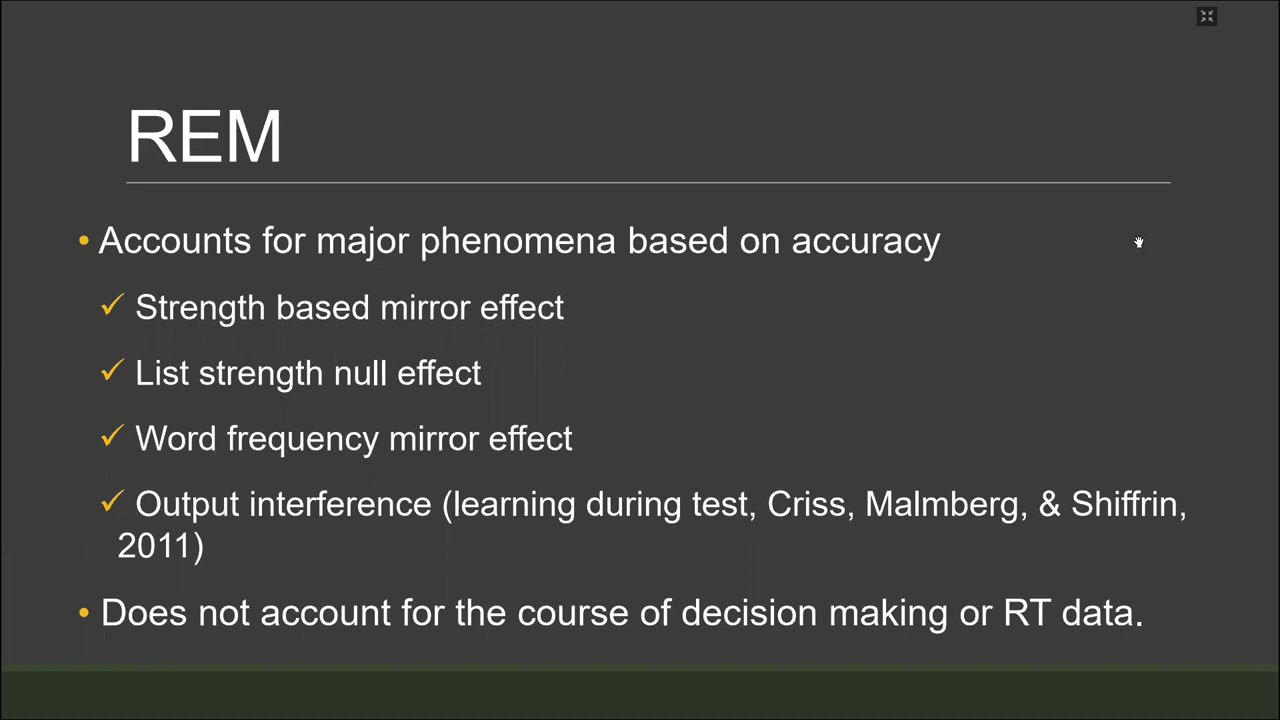 REM
• Accounts for major phenomena based on accuracy
✓ Strength based mirror effect
✓ List strength null effect
✓ Word frequency mirror effect
✓ Output interference (learning during test, Criss, Malmberg, & Shiffrin,
2011)
• Does not account for the course of decision making or RT data.